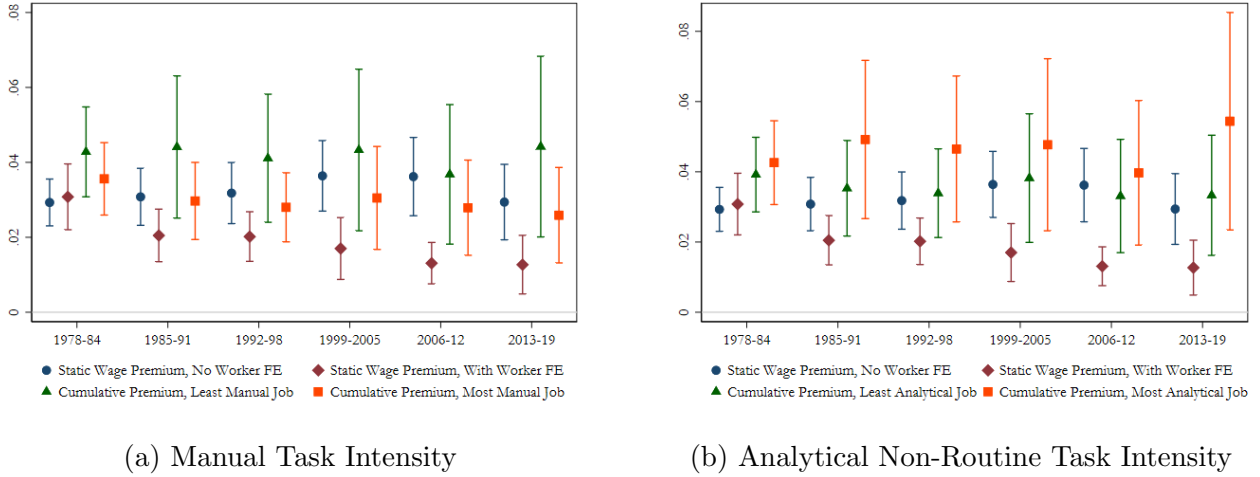 .08
.06
.04
.02
0
1978-84 1985-91 1992-98 1999-2005 2006-12 2013-19
Static Wage Premium, No Worker FE Static Wage Premium, With Worker FE
Cumulative Premium, Least Manual Job Cumulative Premium, Most Manual Job
(a) Manual Task Intensity
.08
.06
.04
.02
0
1978-84 1985-91 1992-98 1999-2005 2006-12 2013-19
Static Wage Premium, No Worker FE Static Wage Premium, With Worker FE
Cumulative Premium, Least Analytical Job Cumulative Premium, Most Analytical Job
(b) Analytical Non-Routine Task Intensity